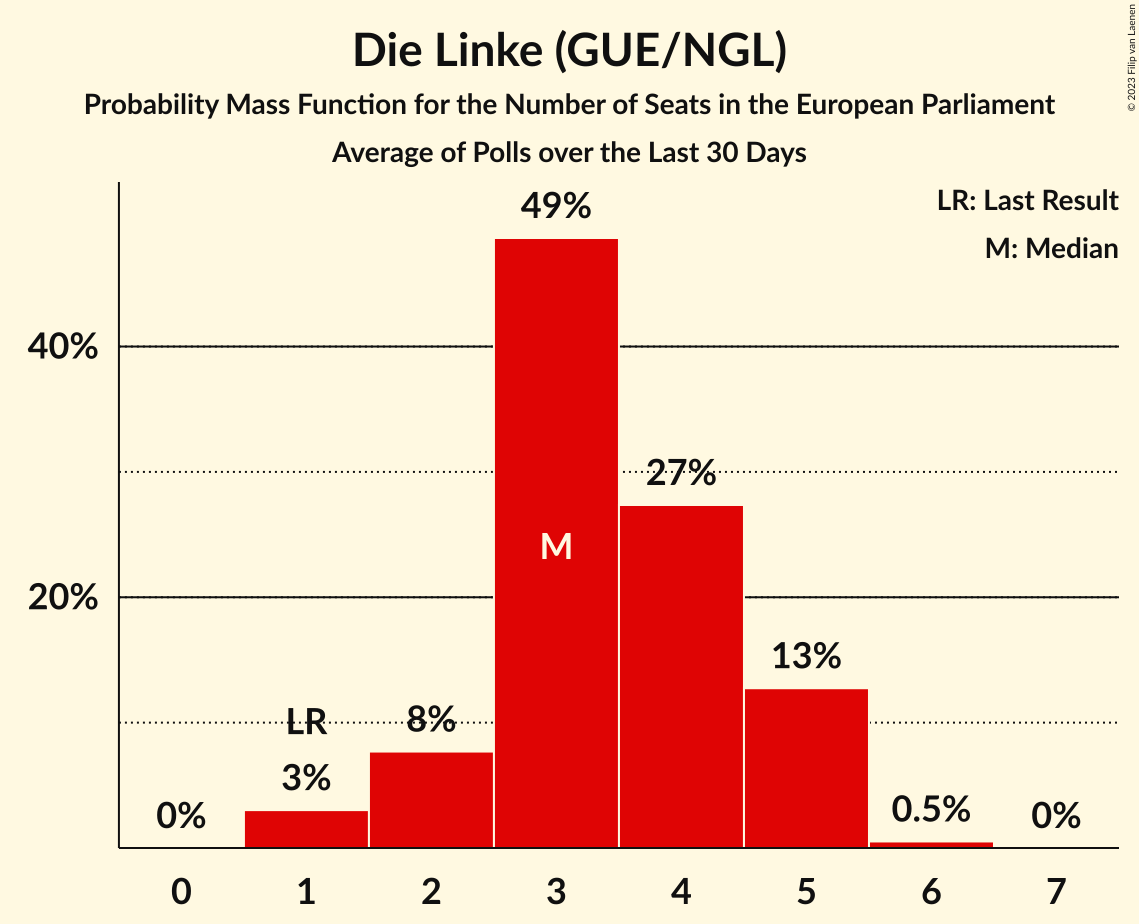 Die Linke (GUE/NGL)
Probability Mass Function for the Number of Seats in the European Parliament
Average of Polls over the Last 30 Days
© 2023 Filip van Laenen
LR: Last Result
M: Median
49%
40%
27%
M
20%
13%
LR
8%
3%
0%
0.5%
0%
0 1 2 3 4 5 6 7